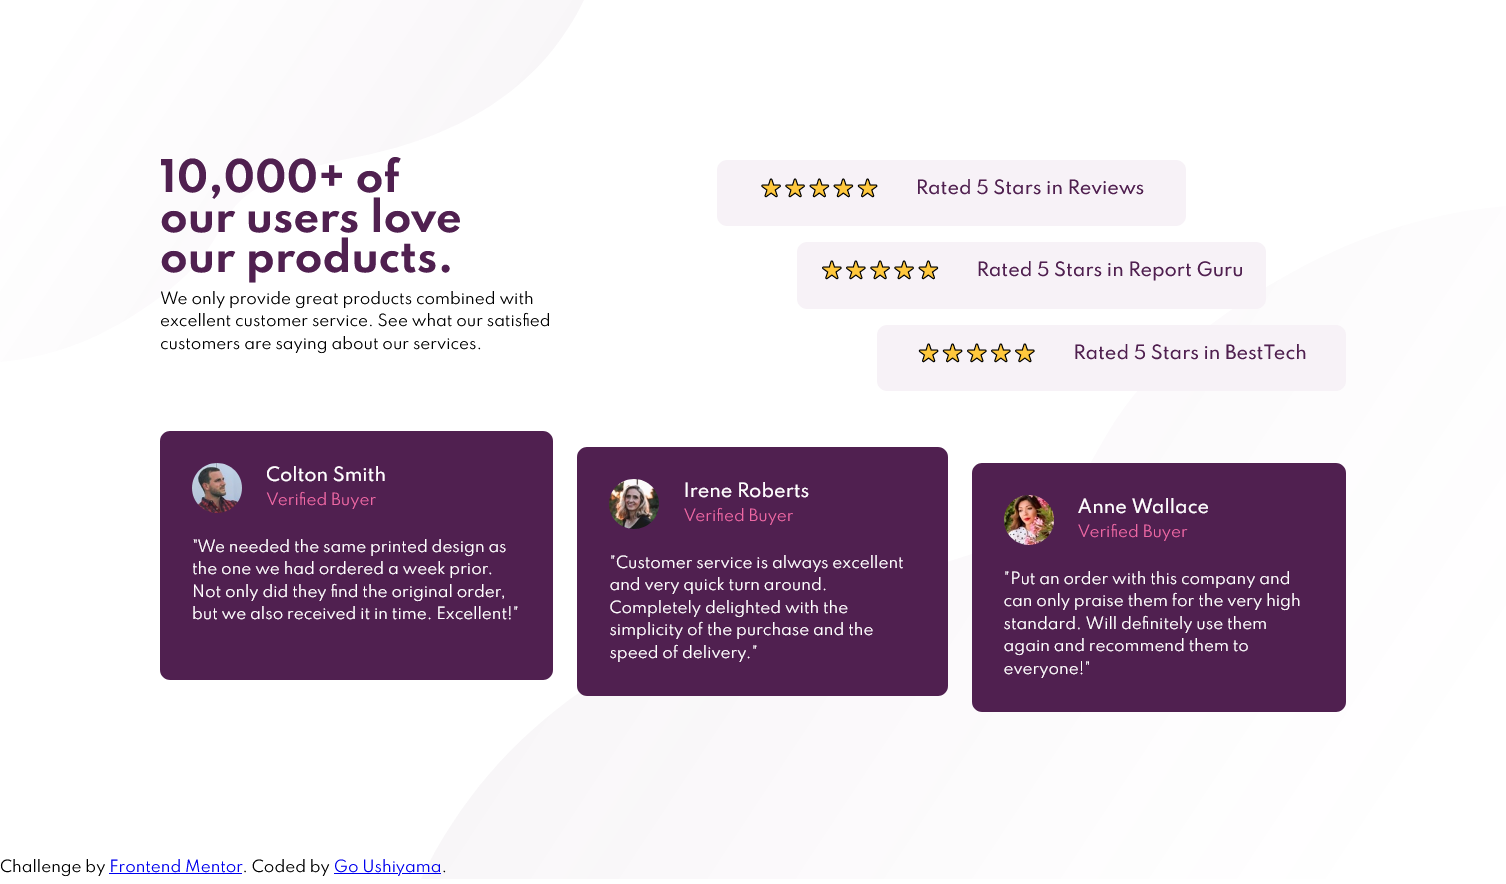 10,000+ of
our users love
our products.
We only provide great products combined with
excellent customer service. See what our satisfied
customers are saying about our services.
Rated 5 Stars in Reviews
Rated 5 Stars in Report Guru
Rated 5 Stars in BestTech
Colton Smith
Verified Buyer
"We needed the same printed design as
the one we had ordered a week prior.
Not only did they find the original order,
but we also received it in time. Excellent!"
Irene Roberts
Verified Buyer
"Customer service is always excellent
and very quick turn around.
Completely delighted with the
simplicity of the purchase and the
speed of delivery."
Anne Wallace
Verified Buyer
"Put an order with this company and
can only praise them for the very high
standard. Will definitely use them
again and recommend them to
everyone!"
Challenge by Frontend Mentor. Coded by Go Ushiyama.